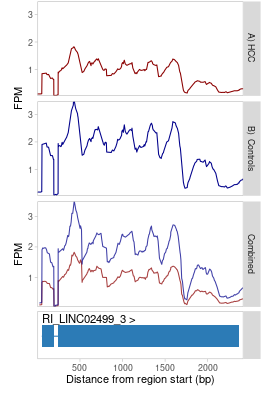 3
2
1
A) HCC
FPM
3
2
1
B) Controls
3
2
1
Combined
FPM
RI_LINC02499_3 >
500 1000 1500 2000
Distance from region start (bp)